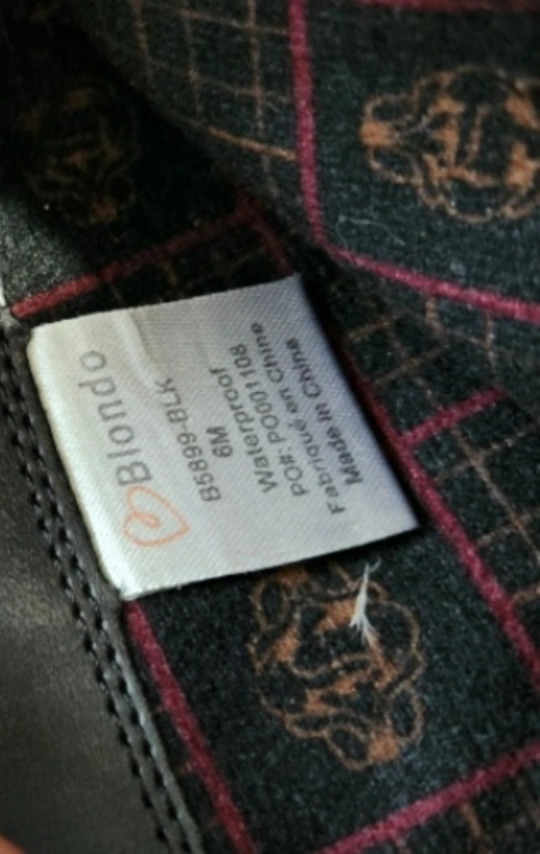 Blondo
B5899-BLK
6M
Waterproof
PO#: PO001108
Fabriqué en Chine
Made in China